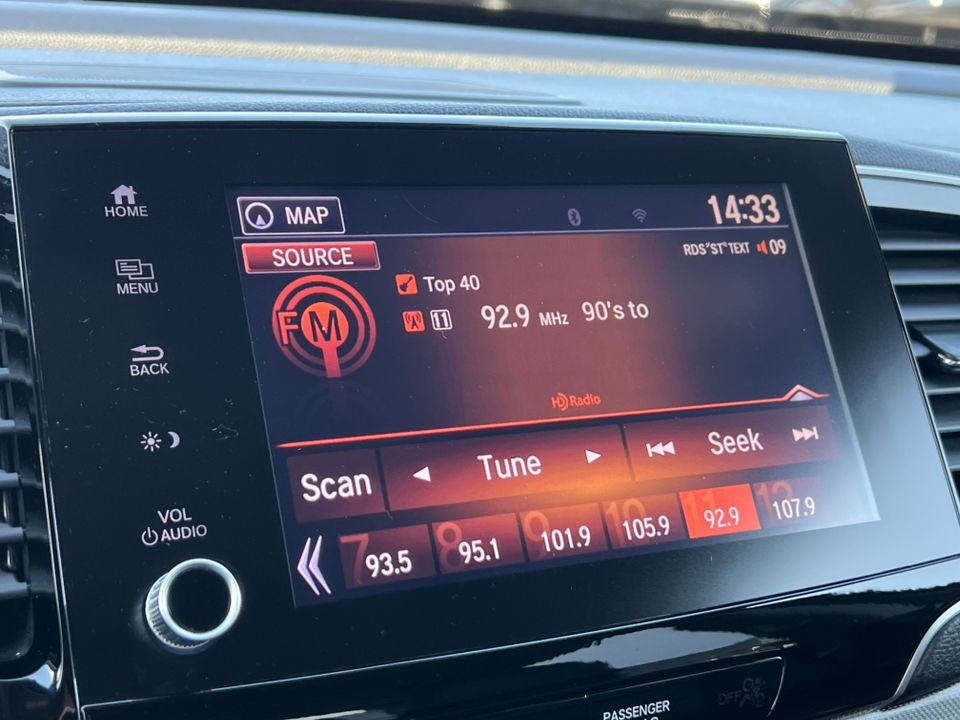 HOME
MENU
BACK
VOL
AUDIO
MAP
14:33
SOURCE
RDS"ST"TEXT 09
FM
Top 40
11 92.9 MHz 90's to
HD Radio
Scan Tune Seek
7 93.5 8 95.1 9 101.9 10 105.9 11 92.9 12 107.9
PASSENGER
OFF